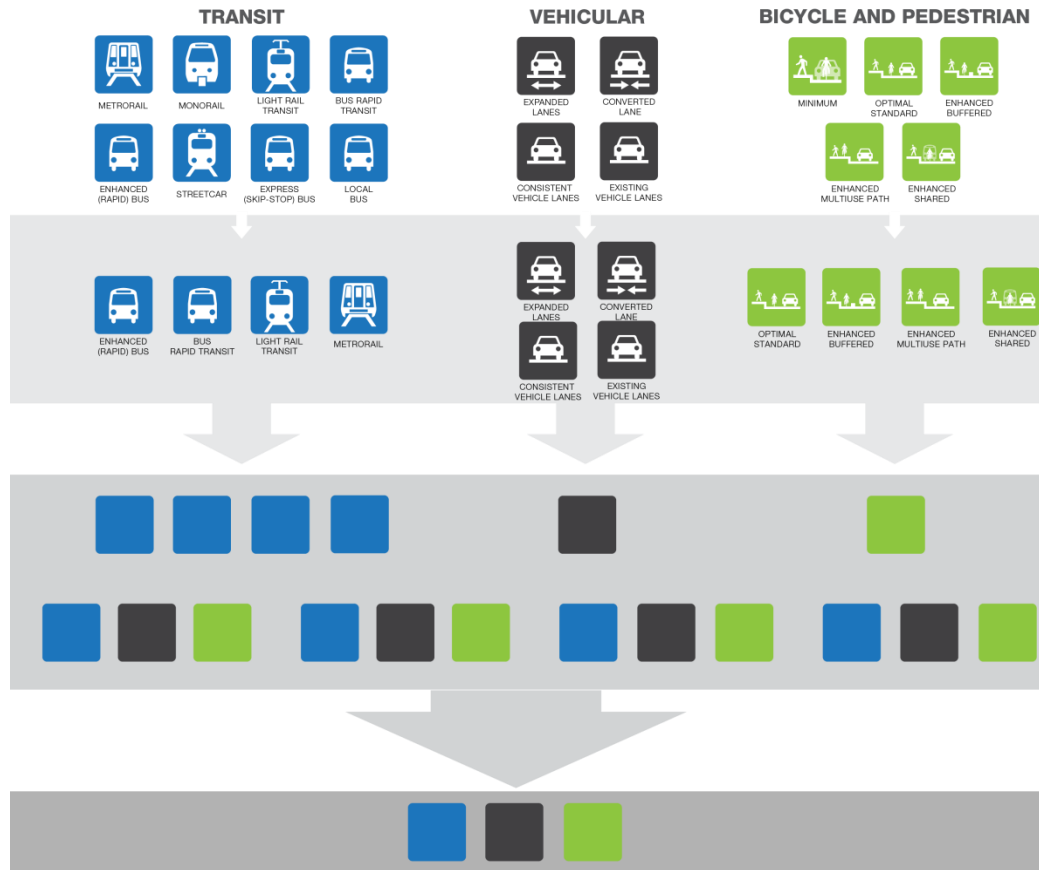 TRANSIT
VEHICULAR
BICYCLE AND PEDESTRIAN
METRORAIL
MONORAIL
LIGHT RAIL
TRANSIT
BUS RAPID
TRANSIT
EXPANDED
LANES
CONVERTED
LANE
MINIMUM
OPTIMAL
STANDARD
ENHANCED
BUFFERED
ENHANCED
(RAPID) BUS
STREETCAR
EXPRESS
(SKIP-STOP) BUS
LOCAL
BUS
CONSISTENT
VEHICLE LANES
EXISTING
VEHICLE LANES
ENHANCED
MULTIUSE PATH
ENHANCED
SHARED
ENHANCED
(RAPID) BUS
BUS
RAPID TRANSIT
LIGHT RAIL
TRANSIT
METRORAIL
EXPANDED
LANES
CONVERTED
LANE
CONSISTENT
VEHICLE LANES
EXISTING
VEHICLE LANES
OPTIMAL
STANDARD
ENHANCED
BUFFERED
ENHANCED
MULTIUSE PATH
ENHANCED
SHARED